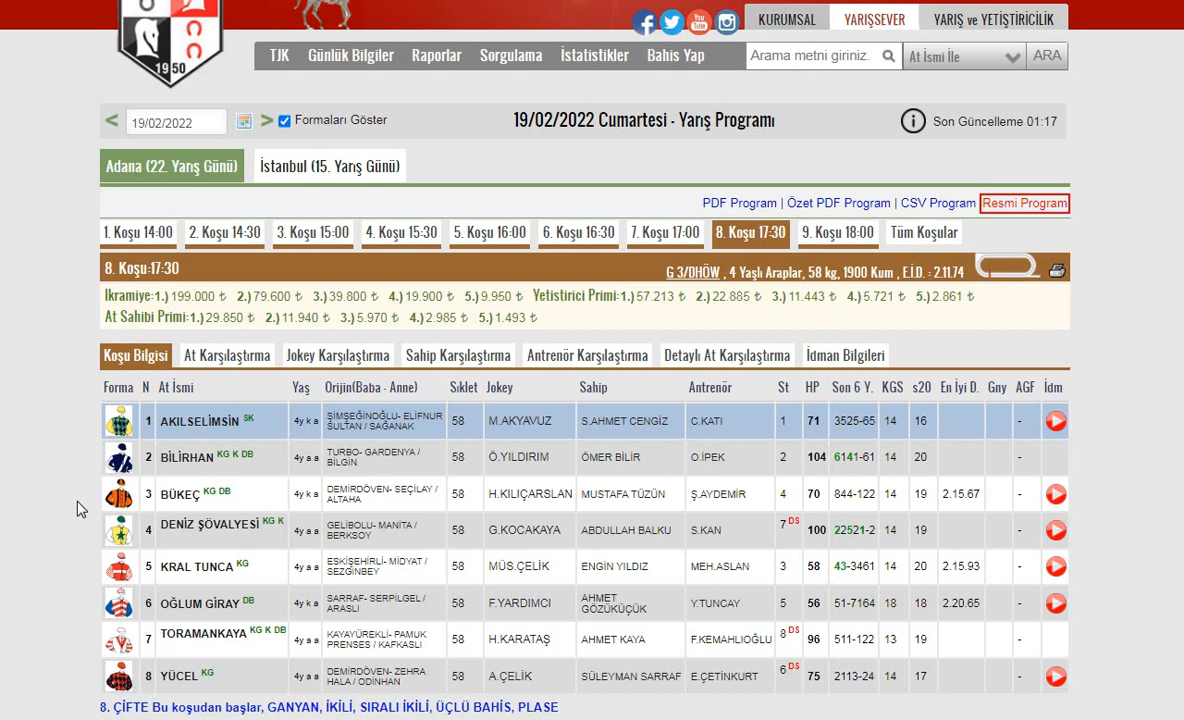 KURUMSAL YARIŞSEVER YARIŞ ve YETİŞTİRİCİLİK
1950
TJK Günlük Bilgiler Raporlar Sorgulama İstatistikler Bahis Yap Arama metni giriniz. At İsmi İle ARA
< 19/02/2022 > Formaları Göster 19/02/2022 Cumartesi - Yarış Programı Son Güncelleme 01:17
Adana (22. Yarış Günü) İstanbul (15. Yarış Günü)
PDF Program | Özet PDF Program | CSV Program Resmi Program
1. Koşu 14:00 2. Koşu 14:30 3. Koşu 15:00 4. Koşu 15:30 5. Koşu 16:00 6. Koşu 16:30 7. Koşu 17:00 8. Koşu 17:30 9. Koşu 18:00 Tüm Koşular
8. Koşu:17:30 G 3/DHÖW , 4 Yaşlı Araplar, 58 kg, 1900 Kum , E.İ.D. : 2.11.74
Ikramiye:1.) 199.000 ₺ 2.) 79.600 ₺ 3.) 39.800 ₺ 4.) 19.900 ₺ 5.) 9.950 ₺ Yetistirici Primi:1.) 57.213 ₺ 2.) 22.885 ₺ 3.) 11.443 ₺ 4.) 5.721 ₺ 5.) 2.861 ₺
At Sahibi Primi:1.) 29.850 ₺ 2.) 11.940 ₺ 3.) 5.970 ₺ 4.) 2.985 ₺ 5.) 1.493 ₺
Koşu Bilgisi At Karşılaştırma Jokey Karşılaştırma Sahip Karşılaştırma Antrenör Karşılaştırma Detaylı At Karşılaştırma İdman Bilgileri
Forma N At İsmi Yaş Orijin(Baba - Anne) Sıklet Jokey Sahip Antrenör St HP Son 6 Y. KGS s20 En İyi D. Gny AGF İdm
1 AKILSELİMSİN SK 4y k a ŞİMŞEĞİNOĞLU- ELİFNUR SULTAN / SAĞANAK 58 M.AKYAVUZ S.AHMET CENGİZ C.KATI 1 71 3525-65 14 16 -
2 BİLİRHAN KG K DB 4y k a TURBO- GARDENYA / BİLGİN 58 Ö.YILDIRIM ÖMER BİLİR O.İPEK 2 104 6141-61 14 20 -
3 BÜKEÇ KG DB 4y k a DEMİRDÖVEN- SEÇİLAY / ALTAHA 58 H.KILIÇARSLAN MUSTAFA TÜZÜN Ş.AYDEMİR 4 70 844-122 14 19 2.15.67 -
4 DENİZ ŞÖVALYESİ KG K 4y a a GELİBOLU- MANİTA / BERKSOY 58 G.KOCAKAYA ABDULLAH BALKU S.KAN 7 DS 100 22521-2 14 19 -
5 KRAL TUNCA KG 4y a a ESKİŞEHİRLİ- MİDYAT / SEZGİNBEY 58 MÜS.ÇELİK ENGİN YILDIZ MEH.ASLAN 3 58 43-3461 14 20 2.15.93 -
6 OĞLUM GİRAY DB 4y k a SARRAF- SERPİLGEL / ARASLI 58 F.YARDIMCI AHMET GÖZÜKÜÇÜK Y.TUNCAY 5 56 51-7164 18 18 2.20.65 -
7 TORAMANKAYA KG K DB 4y a a KAYAYÜREKLİ- PAMUK PRENSES / KAFKASLI 58 H.KARATAŞ AHMET KAYA F.KEMAHLIOĞLU 8 DS 96 511-122 13 19 -
8 YÜCEL KG 4y a a DEMİRDÖVEN- ZEHRA HALA / ODİNHAN 58 A.ÇELİK SÜLEYMAN SARRAF E.ÇETİNKURT 6 DS 75 2113-24 14 17 -
8. ÇİFTE Bu koşudan başlar, GANYAN, İKİLİ, SIRALI İKİLİ, ÜÇLÜ BAHİS, PLASE